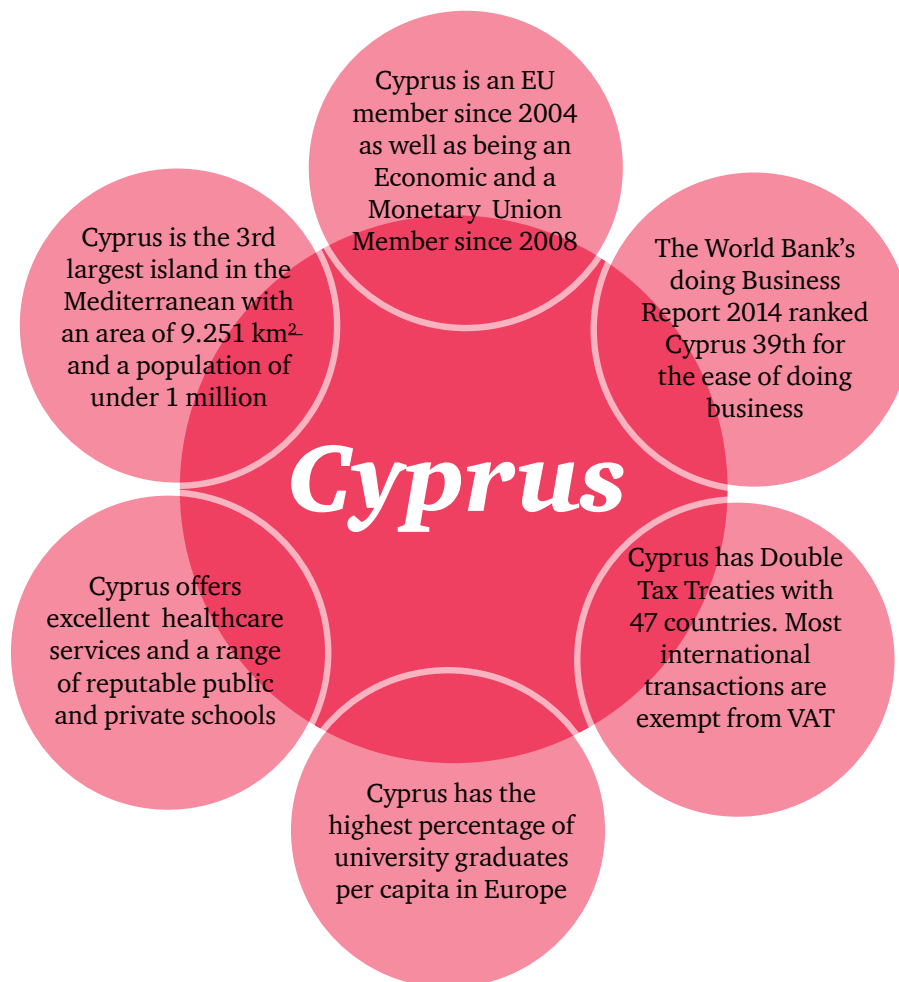 Cyprus is an EU
member since 2004
as well as being an
Economic and a
Monetary Union
Member since 2008
The World Bank’s
doing Business
Report 2014 ranked
Cyprus 39th for
the ease of doing
business
Cyprus has Double
Tax Treaties with
47 countries. Most
international
transactions are
exempt from VAT
Cyprus has the
highest percentage of
university graduates
per capita in Europe
Cyprus offers
excellent healthcare
services and a range
of reputable public
and private schools
Cyprus is the 3rd
largest island in the
Mediterranean with
an area of 9.251 km²
and a population of
under 1 million
Cyprus